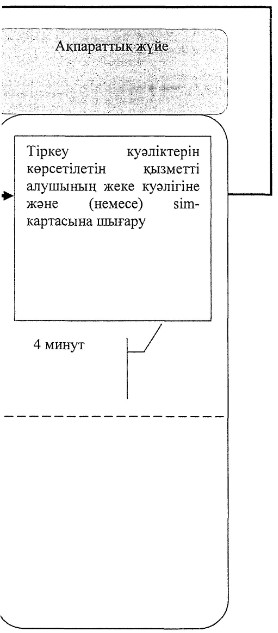 Ақпараттық жүйе
Тіркеу куәліктерін
көрсетілетін қызметті
алушының жеке куәлігіне
және (немесе) sim-
картасына шығару
4 минут